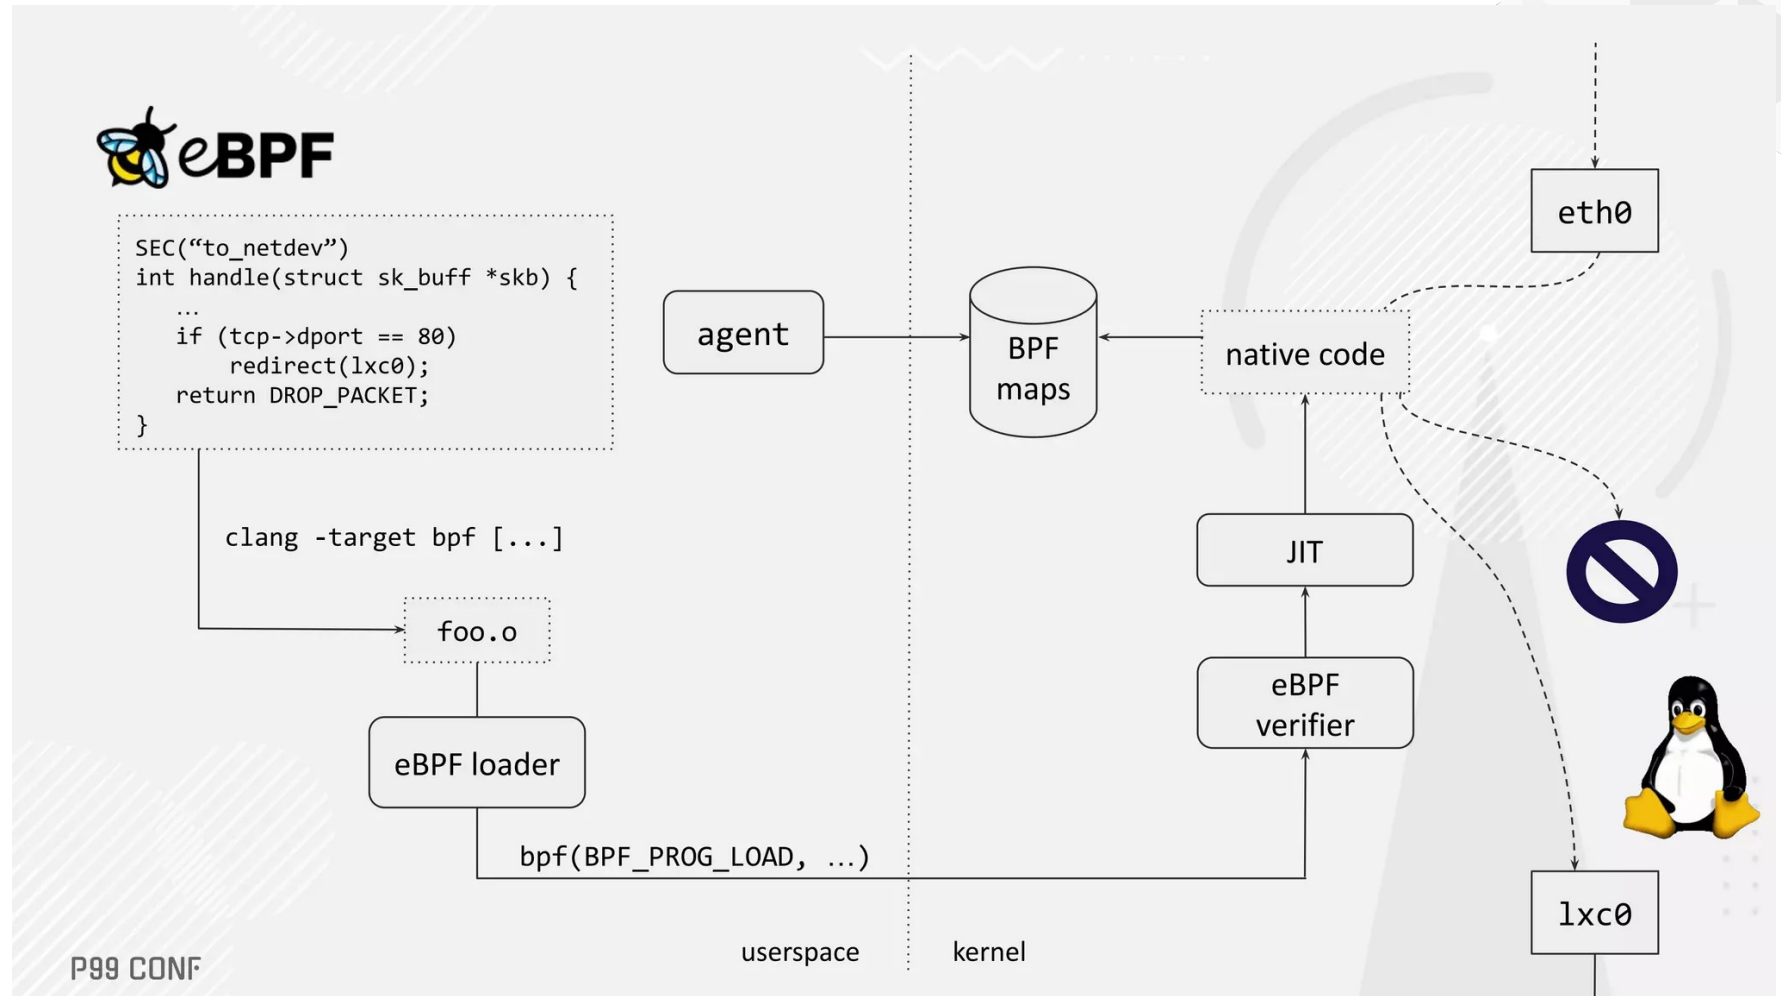 eBPF
SEC(“to_netdev”)
int handle(struct sk_buff *skb) {
…
if (tcp->dport == 80)
redirect(lxc0);
return DROP_PACKET;
}
clang -target bpf [...]
foo.o
eBPF loader
bpf(BPF_PROG_LOAD, …)
agent
BPF
maps
native code
JIT
eBPF
verifier
eth0
lxc0
userspace
kernel
P99 CONF